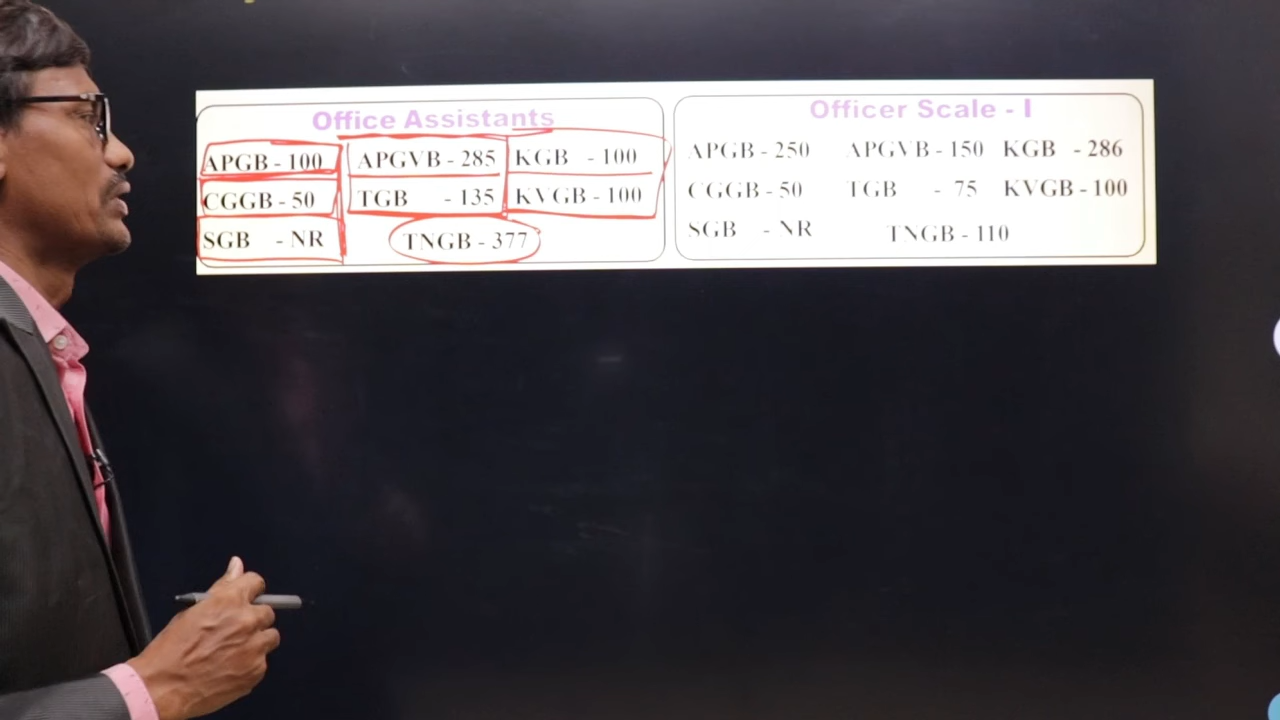 Office Assistants
APGB - 100 APGVB - 285 KGB - 100
CGGB - 50 TGB - 135 KVGB - 100
SGB - NR TNGB - 377
Officer Scale - I
APGB - 250 APGVB - 150 KGB - 286
CGGB - 50 TGB - 75 KVGB - 100
SGB - NR TNGB - 110